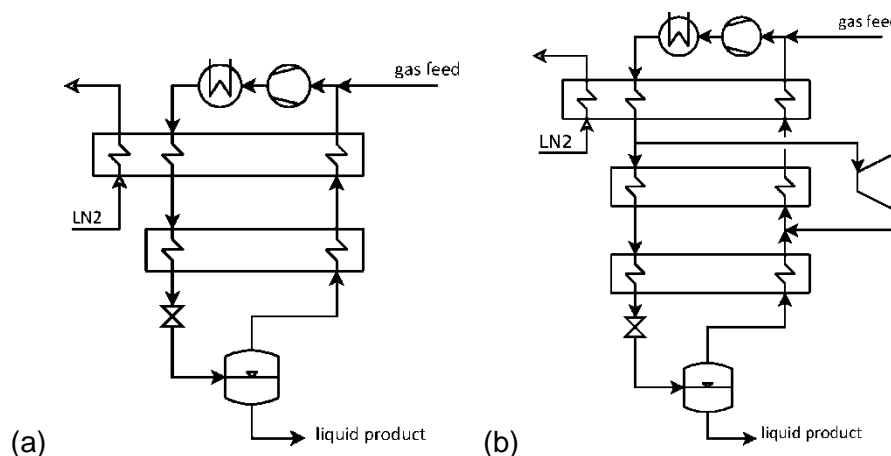 gas feed
LN2
liquid product
(a)
gas feed
LN2
liquid product
(b)